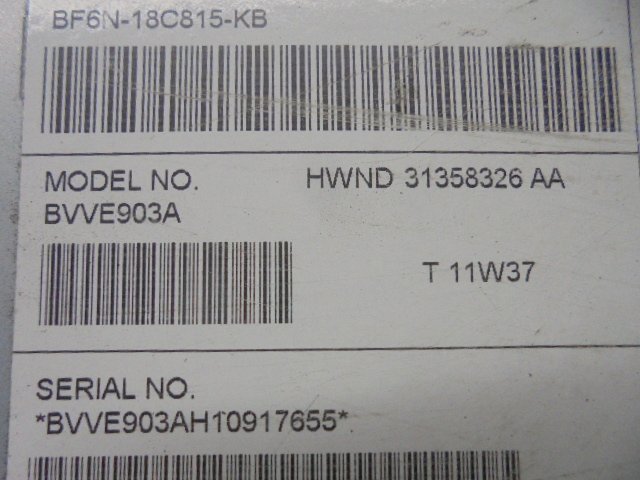 BF6N-18C815-KB
MODEL NO.
BVVE903A
HWND 31358326 AA
T 11W37
SERIAL NO.
*BVVE903AH10917655*